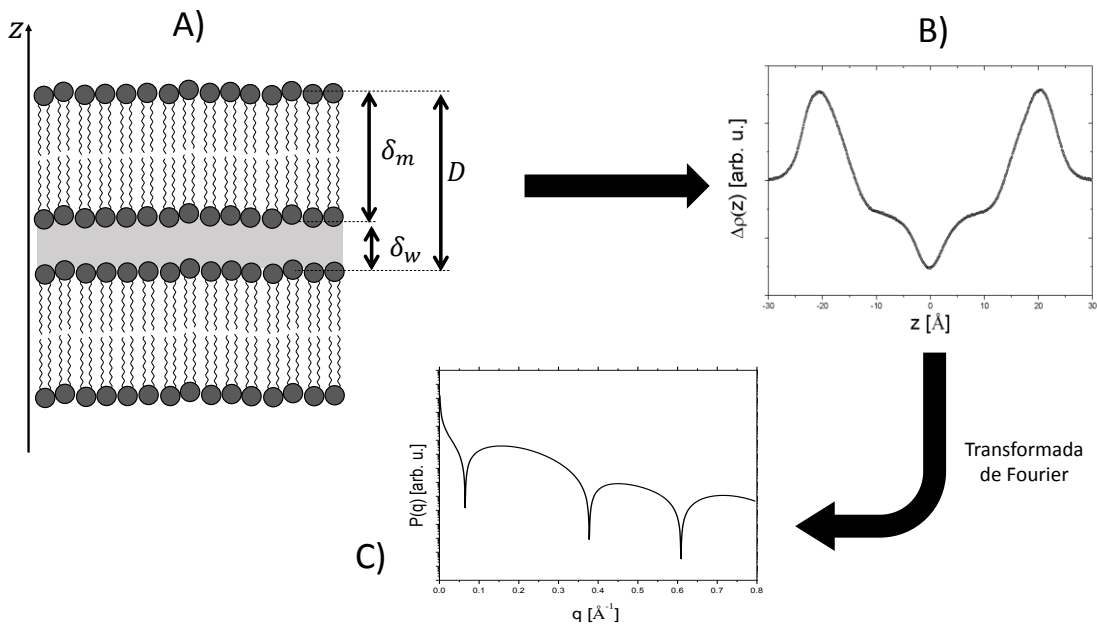 A)
z
δₘ
D
δ_w
B)
Δρ(z) [arb. u.]
-30 -20 -10 0 10 20 30
z [Å]
Transformada
de Fourier
C)
P(q) [arb. u.]
0.0 0.1 0.2 0.3 0.4 0.5 0.6 0.7 0.8
q [Å⁻¹]